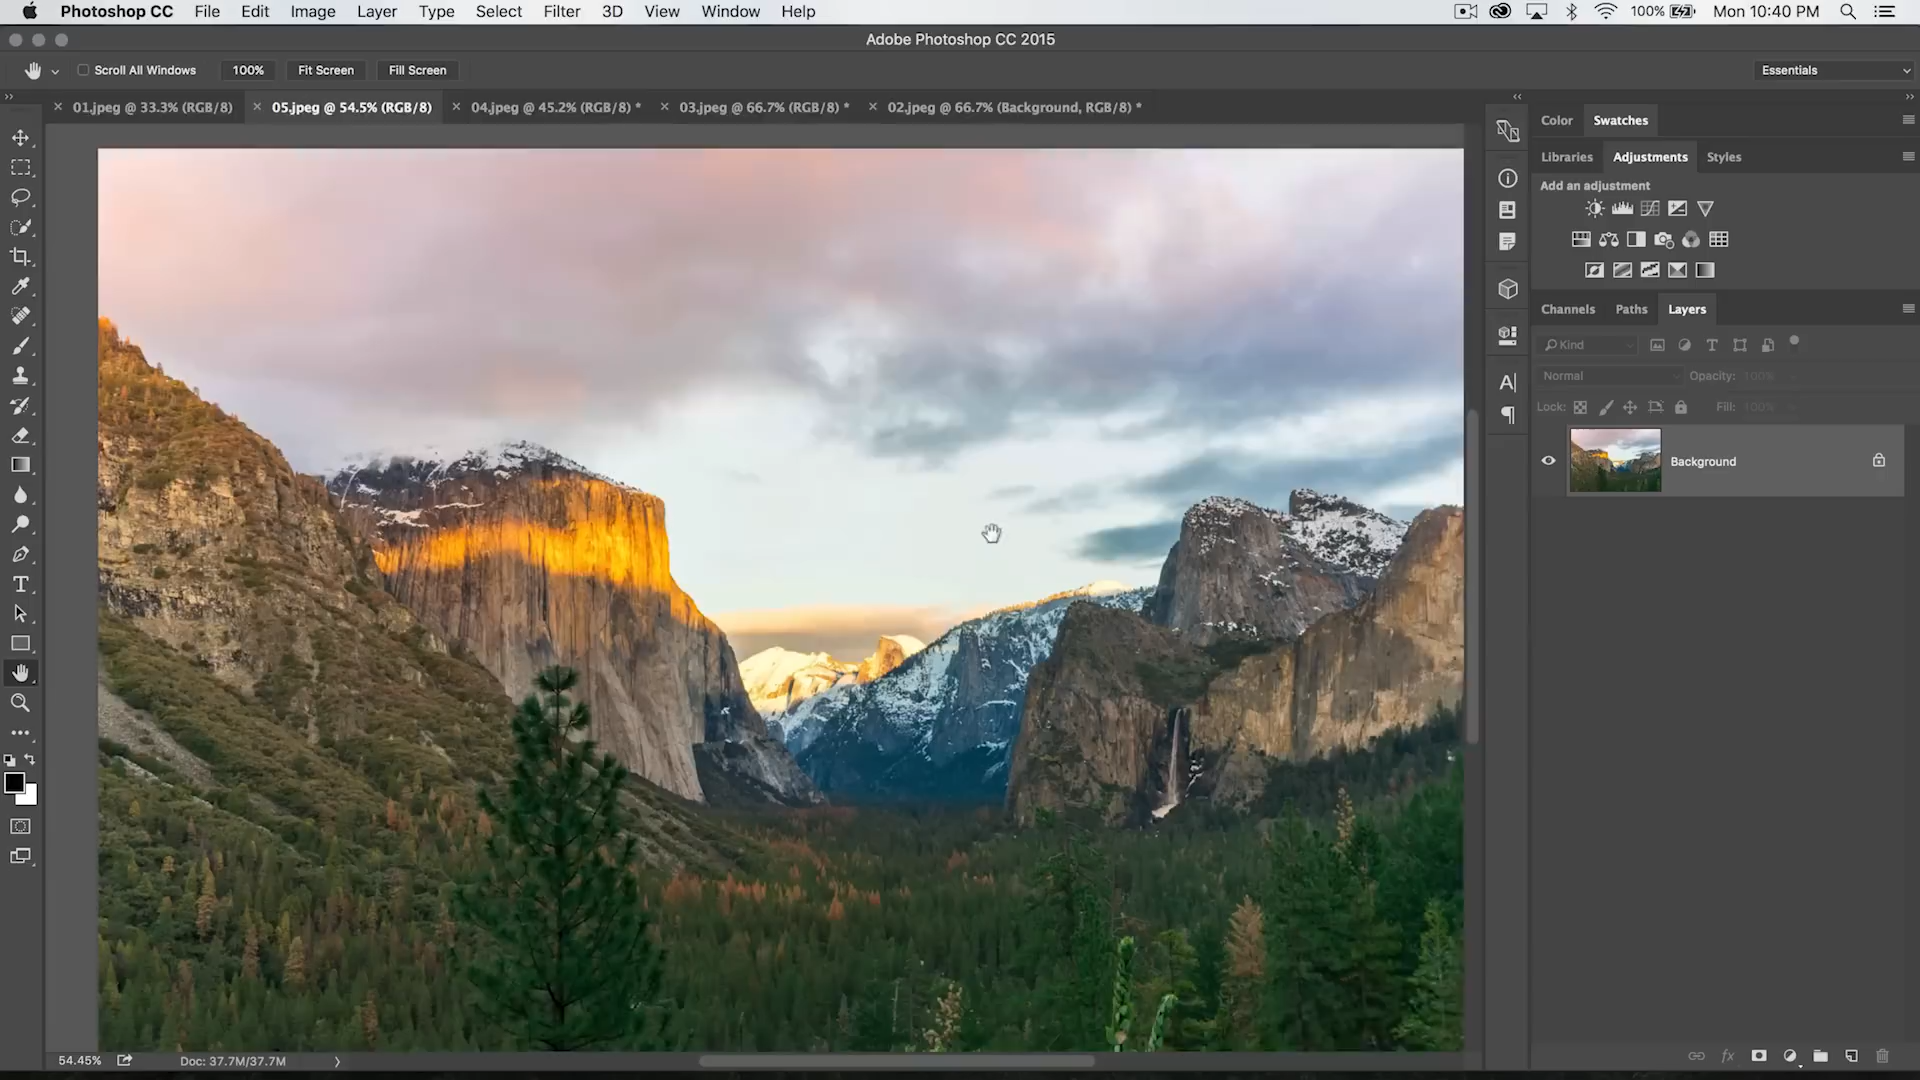 Photoshop CC File Edit Image Layer Type Select Filter 3D View Window Help 100% Mon 10:40 PM
Adobe Photoshop CC 2015
Scroll All Windows 100% Fit Screen Fill Screen Essentials
01.jpeg @ 33.3% (RGB/8) 05.jpeg @ 54.5% (RGB/8) 04.jpeg @ 45.2% (RGB/8) * 03.jpeg @ 66.7% (RGB/8) * 02.jpeg @ 66.7% (Background, RGB/8) *
Color Swatches
Libraries Adjustments Styles
Add an adjustment
Channels Paths Layers
Kind
Normal Opacity: 100%
Lock: Fill: 100%
Background
54.45% Doc: 37.7M/37.7M